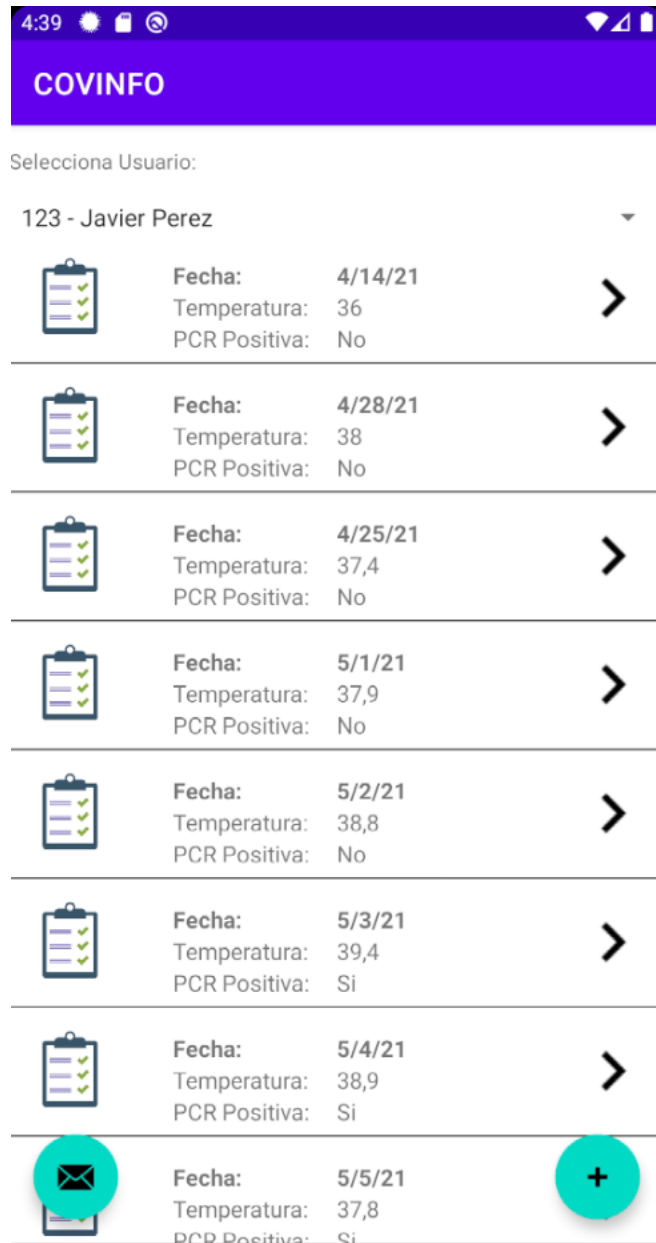 4:39
COVINFO
Selecciona Usuario:
123 - Javier Perez
Fecha: 4/14/21
Temperatura: 36
PCR Positiva: No
Fecha: 4/28/21
Temperatura: 38
PCR Positiva: No
Fecha: 4/25/21
Temperatura: 37,4
PCR Positiva: No
Fecha: 5/1/21
Temperatura: 37,9
PCR Positiva: No
Fecha: 5/2/21
Temperatura: 38,8
PCR Positiva: No
Fecha: 5/3/21
Temperatura: 39,4
PCR Positiva: Si
Fecha: 5/4/21
Temperatura: 38,9
PCR Positiva: Si
Fecha: 5/5/21
+
Temperatura: 37,8
PCR Positiva: Si